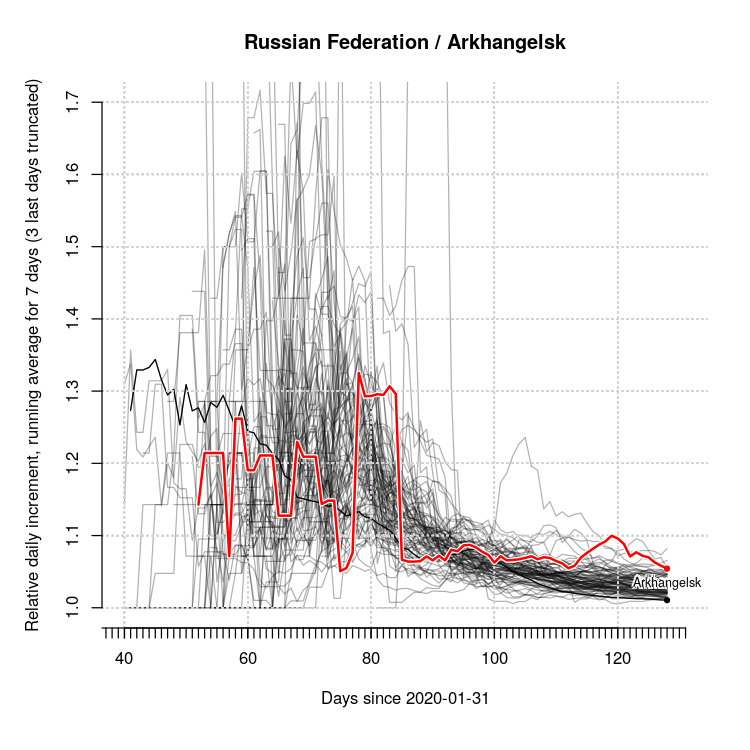 Russian Federation / Arkhangelsk
Relative daily increment, running average for 7 days (3 last days truncated)
1.7
1.6
1.5
1.4
1.3
1.2
1.1
1.0
Arkhangelsk
40 60 80 100 120
Days since 2020-01-31